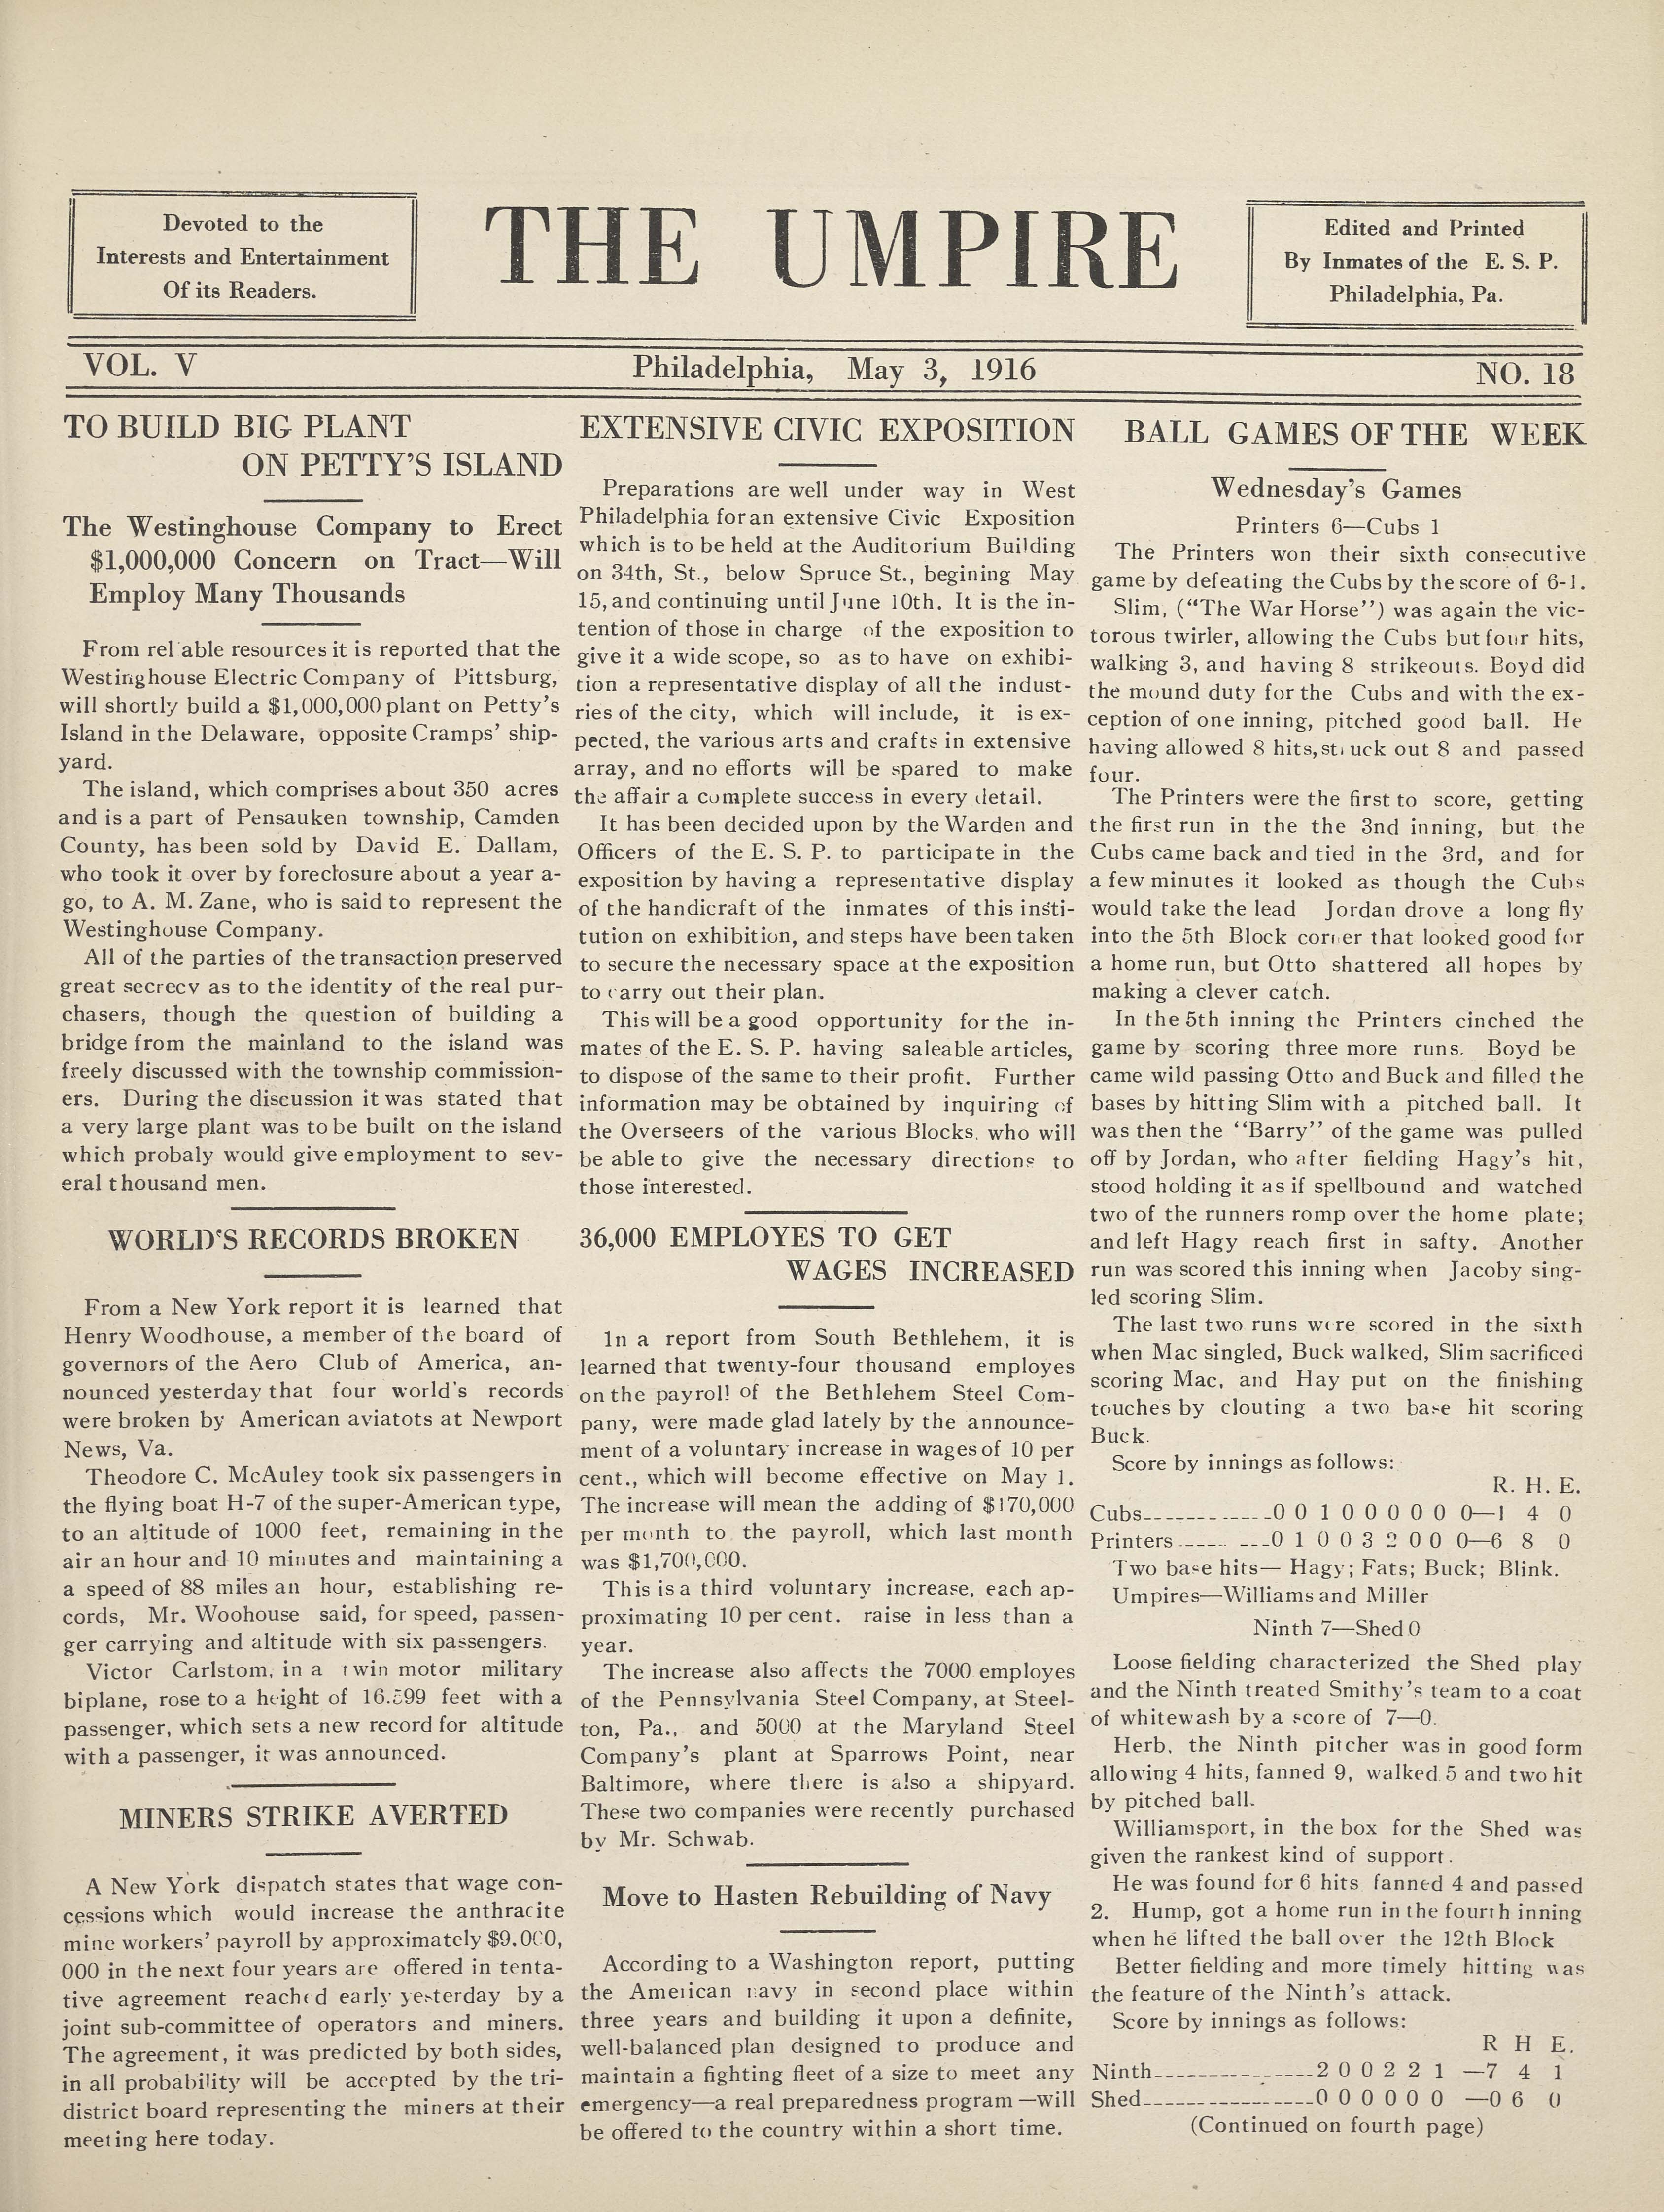 Devoted to the
Interests and Entertainment
Of its Readers.
THE UMPIRE
Edited and Printed
By Inmates of the E. S. P.
Philadelphia, Pa.
VOL. V
Philadelphia, May 3, 1916
NO. 18
TO BUILD BIG PLANT
ON PETTY'S ISLAND
The Westinghouse Company to Erect
$1,000,000 Concern on Tract—Will
Employ Many Thousands
From rel able resources it is reported that the
Westinghouse Electric Company of Pittsburg,
will shortly build a $1,000,000 plant on Petty's
Island in the Delaware, opposite Cramps' ship-
yard.
The island, which comprises about 350 acres
and is a part of Pensauken township, Camden
County, has been sold by David E. Dallam,
who took it over by foreclosure about a year a-
go, to A. M. Zane, who is said to represent the
Westinghouse Company.
All of the parties of the transaction preserved
great secrecy as to the identity of the real pur-
chasers, though the question of building a
bridge from the mainland to the island was
freely discussed with the township commission-
ers. During the discussion it was stated that
a very large plant was to be built on the island
which probaly would give employment to sev-
eral thousand men.
WORLD'S RECORDS BROKEN
From a New York report it is learned that
Henry Woodhouse, a member of the board of
governors of the Aero Club of America, an-
nounced yesterday that four world's records
were broken by American aviatots at Newport
News, Va.
Theodore C. McAuley took six passengers in
the flying boat H-7 of the super-American type,
to an altitude of 1000 feet, remaining in the
air an hour and 10 minutes and maintaining a
a speed of 88 miles an hour, establishing re-
cords, Mr. Woohouse said, for speed, passen-
ger carrying and altitude with six passengers.
Victor Carlstom, in a twin motor military
biplane, rose to a height of 16.599 feet with a
passenger, which sets a new record for altitude
with a passenger, it was announced.
MINERS STRIKE AVERTED
A New York dispatch states that wage con-
cessions which would increase the anthracite
mine workers' payroll by approximately $9,000,
000 in the next four years are offered in tenta-
tive agreement reached early yesterday by a
joint sub-committee of operators and miners.
The agreement, it was predicted by both sides,
in all probability will be accepted by the tri-
district board representing the miners at their
meeting here today.
EXTENSIVE CIVIC EXPOSITION
Preparations are well under way in West
Philadelphia for an extensive Civic Exposition
which is to be held at the Auditorium Building
on 34th, St., below Spruce St., begining May
15, and continuing until June 10th. It is the in-
tention of those in charge of the exposition to
give it a wide scope, so as to have on exhibi-
tion a representative display of all the indust-
ries of the city, which will include, it is ex-
pected, the various arts and crafts in extensive
array, and no efforts will be spared to make
the affair a complete success in every detail.
It has been decided upon by the Warden and
Officers of the E. S. P. to participate in the
exposition by having a representative display
of the handicraft of the inmates of this insti-
tution on exhibition, and steps have been taken
to secure the necessary space at the exposition
to carry out their plan.
This will be a good opportunity for the in-
mates of the E. S. P. having saleable articles,
to dispose of the same to their profit. Further
information may be obtained by inquiring of
the Overseers of the various Blocks, who will
be able to give the necessary directions to
those interested.
36,000 EMPLOYES TO GET
WAGES INCREASED
In a report from South Bethlehem, it is
learned that twenty-four thousand employes
on the payroll of the Bethlehem Steel Com-
pany, were made glad lately by the announce-
ment of a voluntary increase in wages of 10 per
cent., which will become effective on May 1.
The increase will mean the adding of $170,000
per month to the payroll, which last month
was $1,700,000.
This is a third voluntary increase, each ap-
proximating 10 per cent. raise in less than a
year.
The increase also affects the 7000 employes
of the Pennsylvania Steel Company, at Steel-
ton, Pa., and 5000 at the Maryland Steel
Company's plant at Sparrows Point, near
Baltimore, where there is also a shipyard.
These two companies were recently purchased
by Mr. Schwab.
Move to Hasten Rebuilding of Navy
According to a Washington report, putting
the American navy in second place within
three years and building it upon a definite,
well-balanced plan designed to produce and
maintain a fighting fleet of a size to meet any
emergency—a real preparedness program—will
be offered to the country within a short time.
BALL GAMES OF THE WEEK
Wednesday's Games
Printers 6—Cubs 1
The Printers won their sixth consecutive
game by defeating the Cubs by the score of 6-1.
Slim, ("The War Horse") was again the vic-
torous twirler, allowing the Cubs but four hits,
walking 3, and having 8 strikeouts. Boyd did
the mound duty for the Cubs and with the ex-
ception of one inning, pitched good ball. He
having allowed 8 hits, struck out 8 and passed
four.
The Printers were the first to score, getting
the first run in the the 3nd inning, but the
Cubs came back and tied in the 3rd, and for
a few minutes it looked as though the Cubs
would take the lead Jordan drove a long fly
into the 5th Block corner that looked good for
a home run, but Otto shattered all hopes by
making a clever catch.
In the 5th inning the Printers cinched the
game by scoring three more runs. Boyd be
came wild passing Otto and Buck and filled the
bases by hitting Slim with a pitched ball. It
was then the "Barry" of the game was pulled
off by Jordan, who after fielding Hagy's hit,
stood holding it as if spellbound and watched
two of the runners romp over the home plate;
and left Hagy reach first in safty. Another
run was scored this inning when Jacoby sing-
led scoring Slim.
The last two runs were scored in the sixth
when Mac singled, Buck walked, Slim sacrificed
scoring Mac, and Hay put on the finishing
touches by clouting a two base hit scoring
Buck.
Score by innings as follows:
R. H. E.
Cubs------------0 0 1 0 0 0 0 0 0—1 4 0
Printers--------0 1 0 0 3 2 0 0 0—6 8 0
Two base hits— Hagy; Fats; Buck; Blink.
Umpires—Williams and Miller
Ninth 7—Shed 0
Loose fielding characterized the Shed play
and the Ninth treated Smithy's team to a coat
of whitewash by a score of 7—0.
Herb, the Ninth pitcher was in good form
allowing 4 hits, fanned 9, walked 5 and two hit
by pitched ball.
Williamsport, in the box for the Shed was
given the rankest kind of support.
He was found for 6 hits fanned 4 and passed
2. Hump, got a home run in the fourth inning
when he lifted the ball over the 12th Block
Better fielding and more timely hitting was
the feature of the Ninth's attack.
Score by innings as follows:
R H E.
Ninth---------------2 0 0 2 2 1 —7 4 1
Shed----------------0 0 0 0 0 0 —0 6 0
(Continued on fourth page)